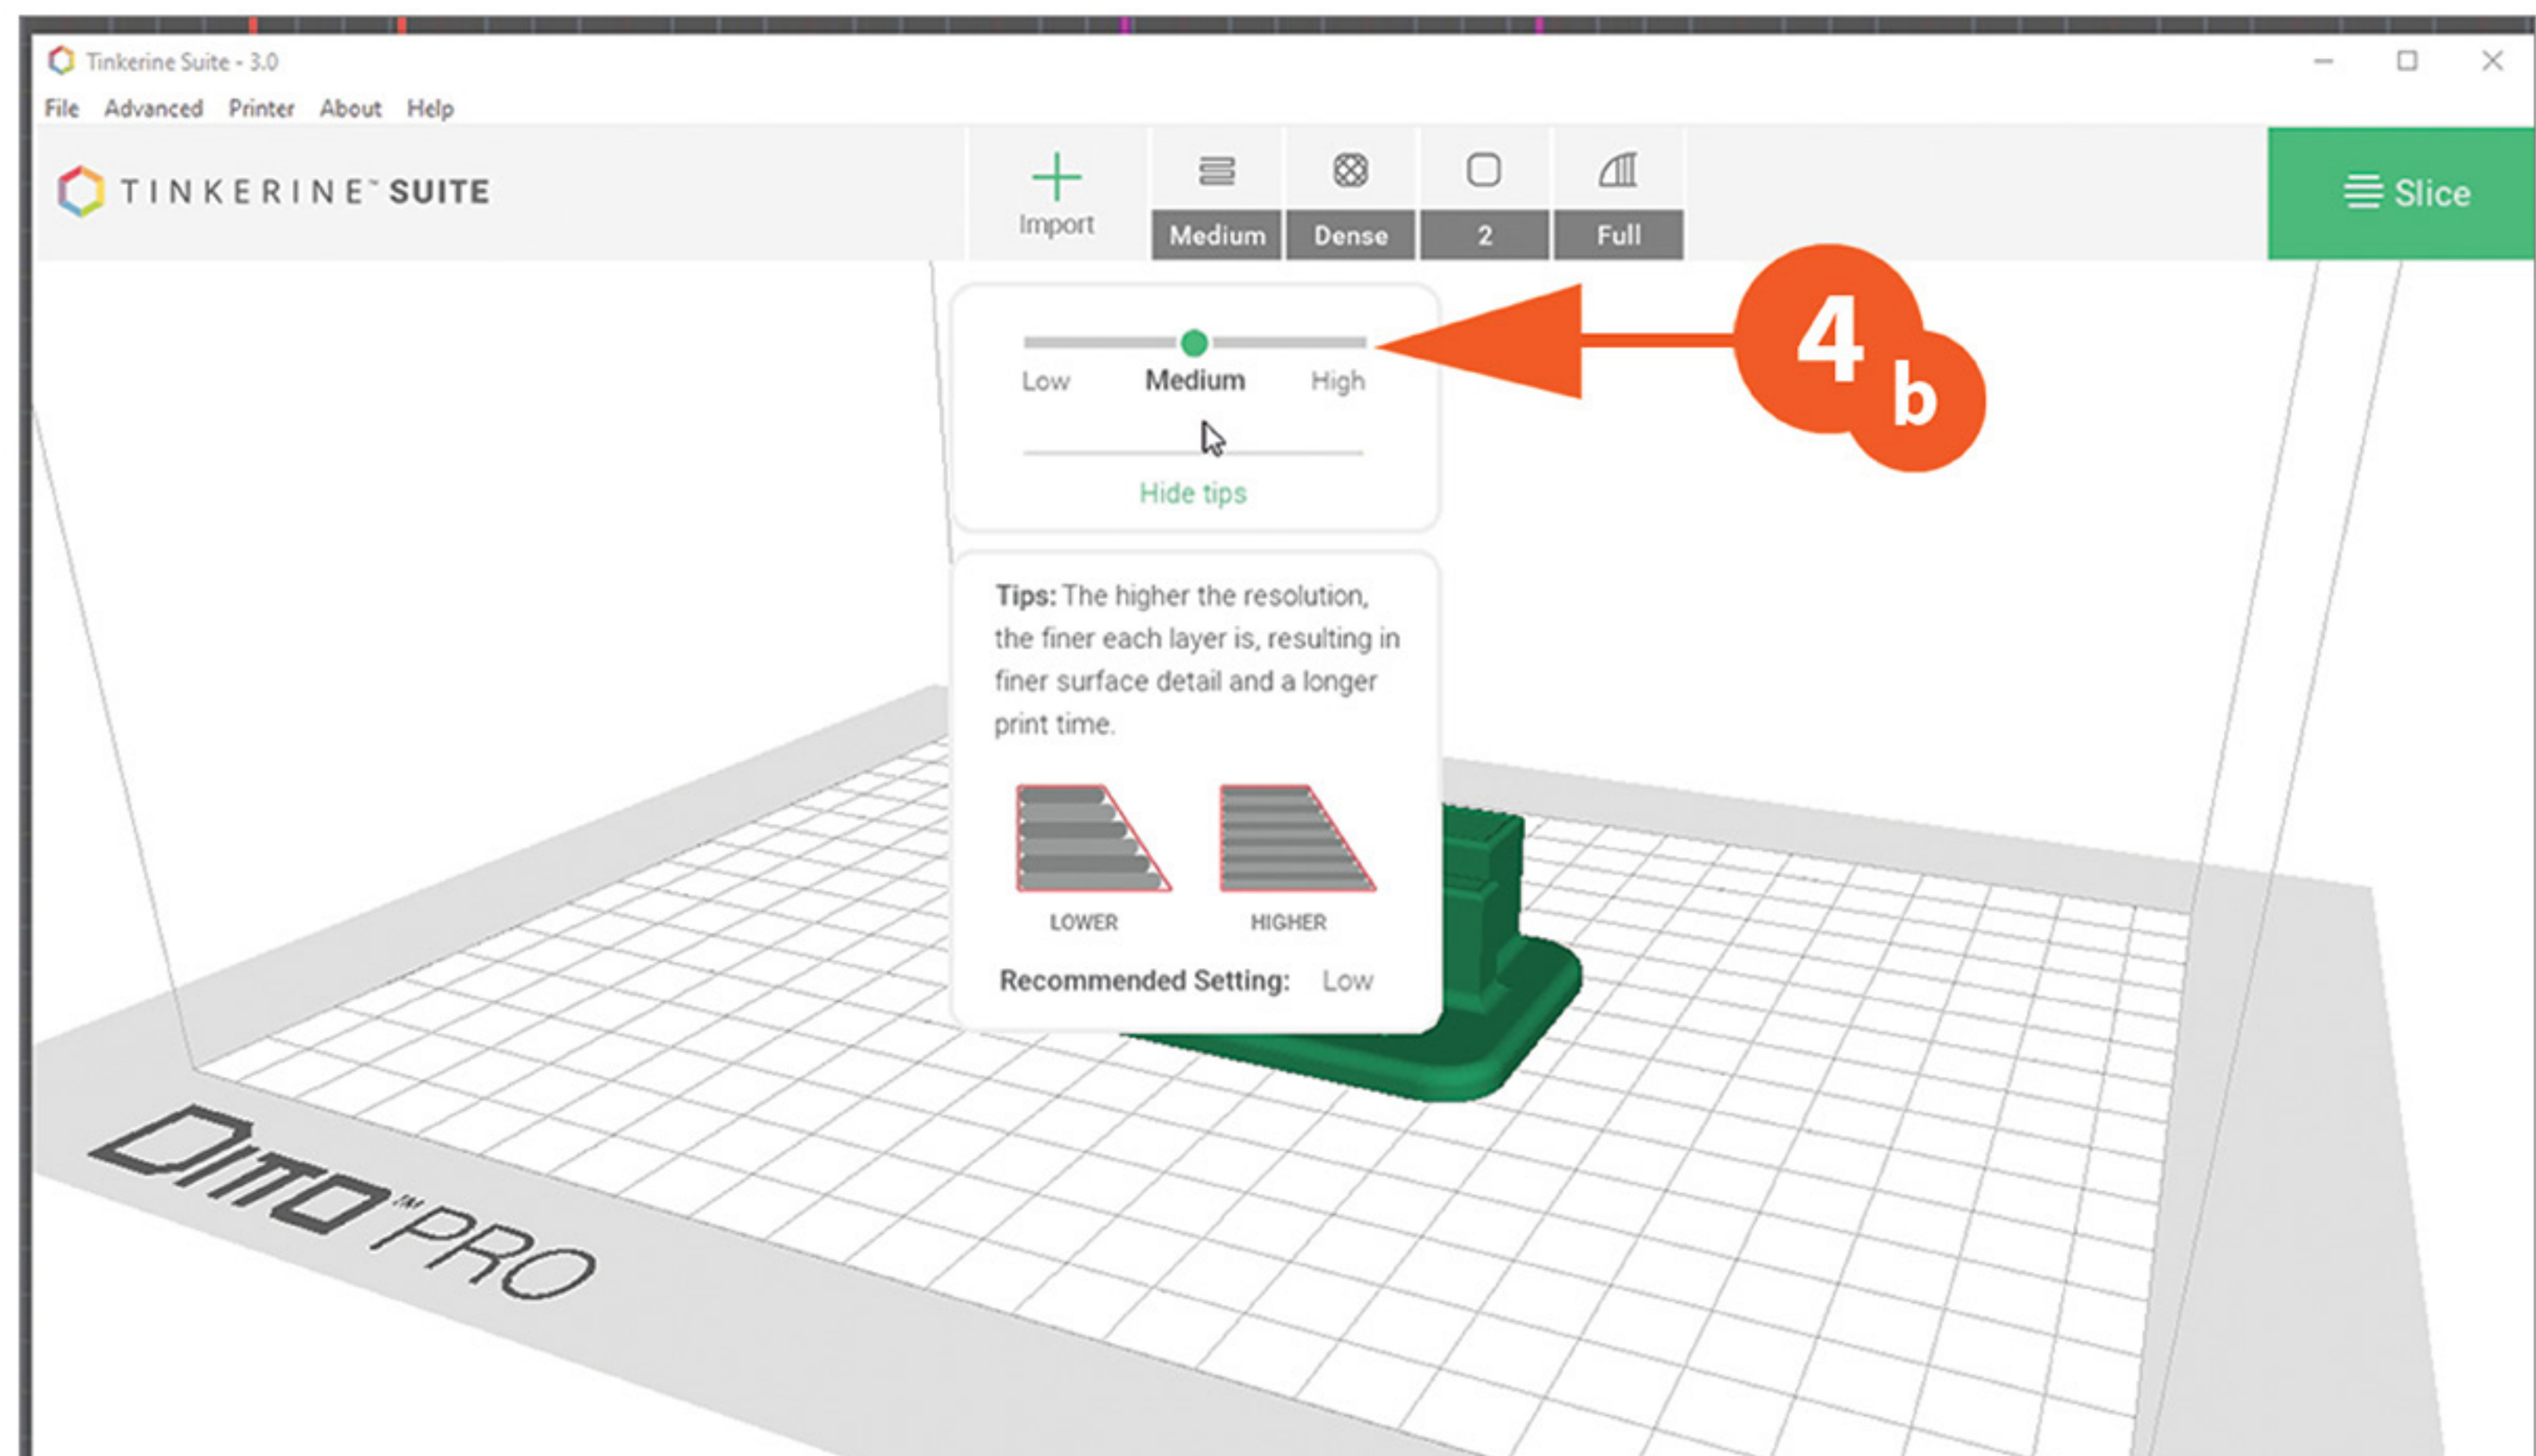 Tinkerine Suite - 3.0
File Advanced Printer About Help
TINKERINE™ SUITE
Import
Medium
Dense
2
Full
Slice
4
b
Low Medium High
Hide tips
Tips: The higher the resolution,
the finer each layer is, resulting in
finer surface detail and a longer
print time.
LOWER HIGHER
Recommended Setting: Low
DITTO™ PRO